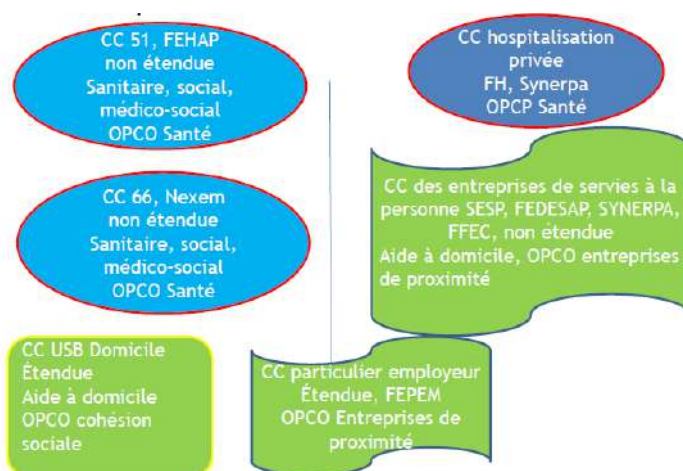 CC 51, FEHAP
non étendue
Sanitaire, social,
médico-social
OPCO Santé
CC hospitalisation
privée
FH, Synerpa
OPCP Santé
CC 66, Nexem
non étendue
Sanitaire, social,
médico-social
OPCO Santé
CC des entreprises de servies à la
personne SESP, FEDESAP, SYNERPA,
FFEC, non étendue
Aide à domicile, OPCO entreprises
de proximité
CC USB Domicile
Étendue
Aide à domicile
OPCO cohésion
sociale
CC particulier employeur
Étendue, FEPEM
OPCO Entreprises de
proximité